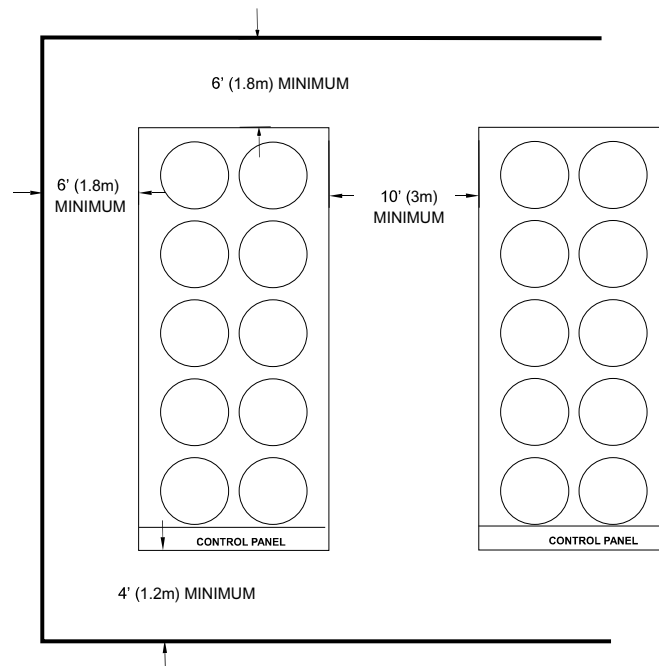 6’ (1.8m) MINIMUM
6’ (1.8m)
MINIMUM
10’ (3m)
MINIMUM
CONTROL PANEL
CONTROL PANEL
4’ (1.2m) MINIMUM